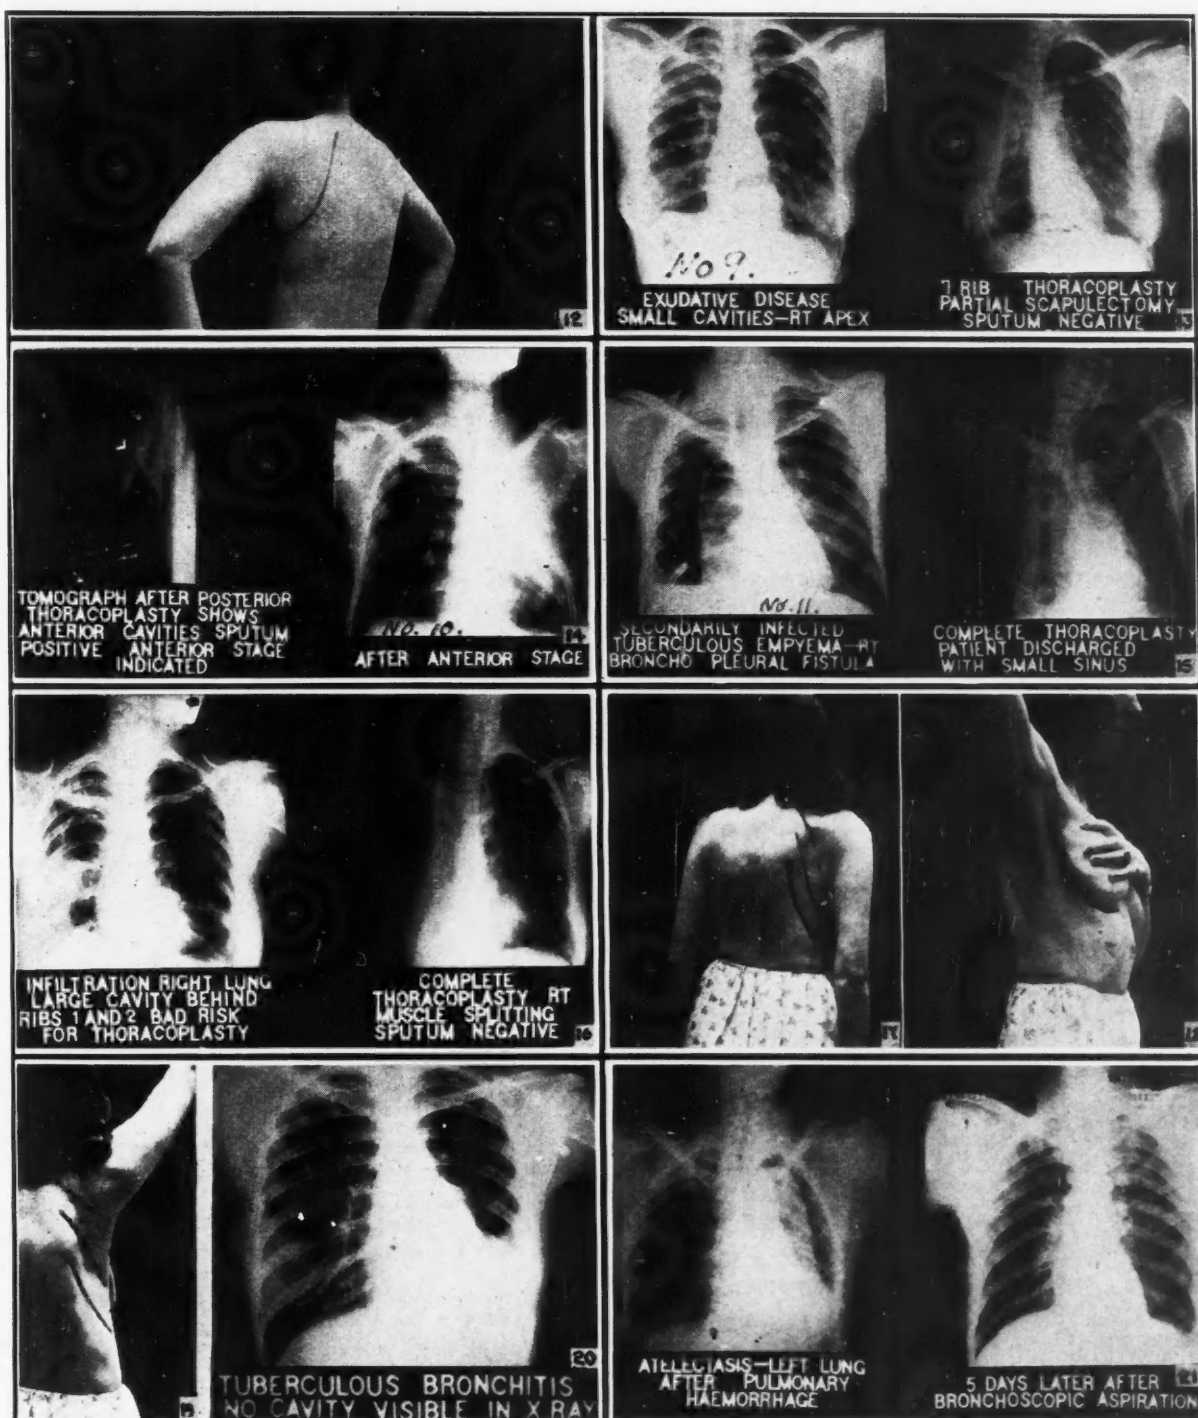 12
No 9.
EXUDATIVE DISEASE
SMALL CAVITIES—RT APEX
7 RIB THORACOPLASTY
PARTIAL SCAPULECTOMY
SPUTUM NEGATIVE
13
TOMOGRAPH AFTER POSTERIOR
THORACOPLASTY SHOWS
ANTERIOR CAVITIES SPUTUM
POSITIVE ANTERIOR STAGE
INDICATED
No. 10.
AFTER ANTERIOR STAGE
14
No. 11.
SECONDARILY INFECTED
TUBERCULOUS EMPYEMA—RT
BRONCHO PLEURAL FISTULA
COMPLETE THORACOPLASTY
PATIENT DISCHARGED
WITH SMALL SINUS
15
INFILTRATION RIGHT LUNG
LARGE CAVITY BEHIND
RIBS 1 AND 2 BAD RISK
FOR THORACOPLASTY
COMPLETE
THORACOPLASTY RT
MUSCLE SPLITTING
SPUTUM NEGATIVE
16
17
20
TUBERCULOUS BRONCHITIS
NO CAVITY VISIBLE IN X RAY
ATELECTASIS—LEFT LUNG
AFTER PULMONARY
HAEMORRHAGE
5 DAYS LATER AFTER
BRONCHOSCOPIC ASPIRATION